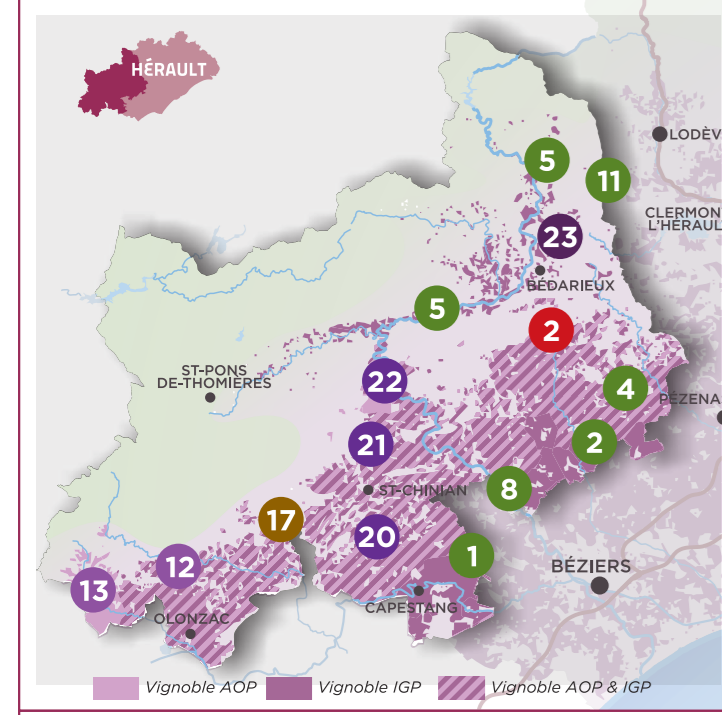 HÉRAULT
LODÈV
CLERMON
L'HÉRAUL
5
11
23
BÉDARIEUX
5
2
ST-PONS
DE-THOMIÈRES
22
4
PÉZENA
21
2
ST-CHINIAN
8
17
20
1
12
13
BÉZIERS
CAPESTANG
OLONZAC
Vignoble AOP
Vignoble IGP
Vignoble AOP & IGP